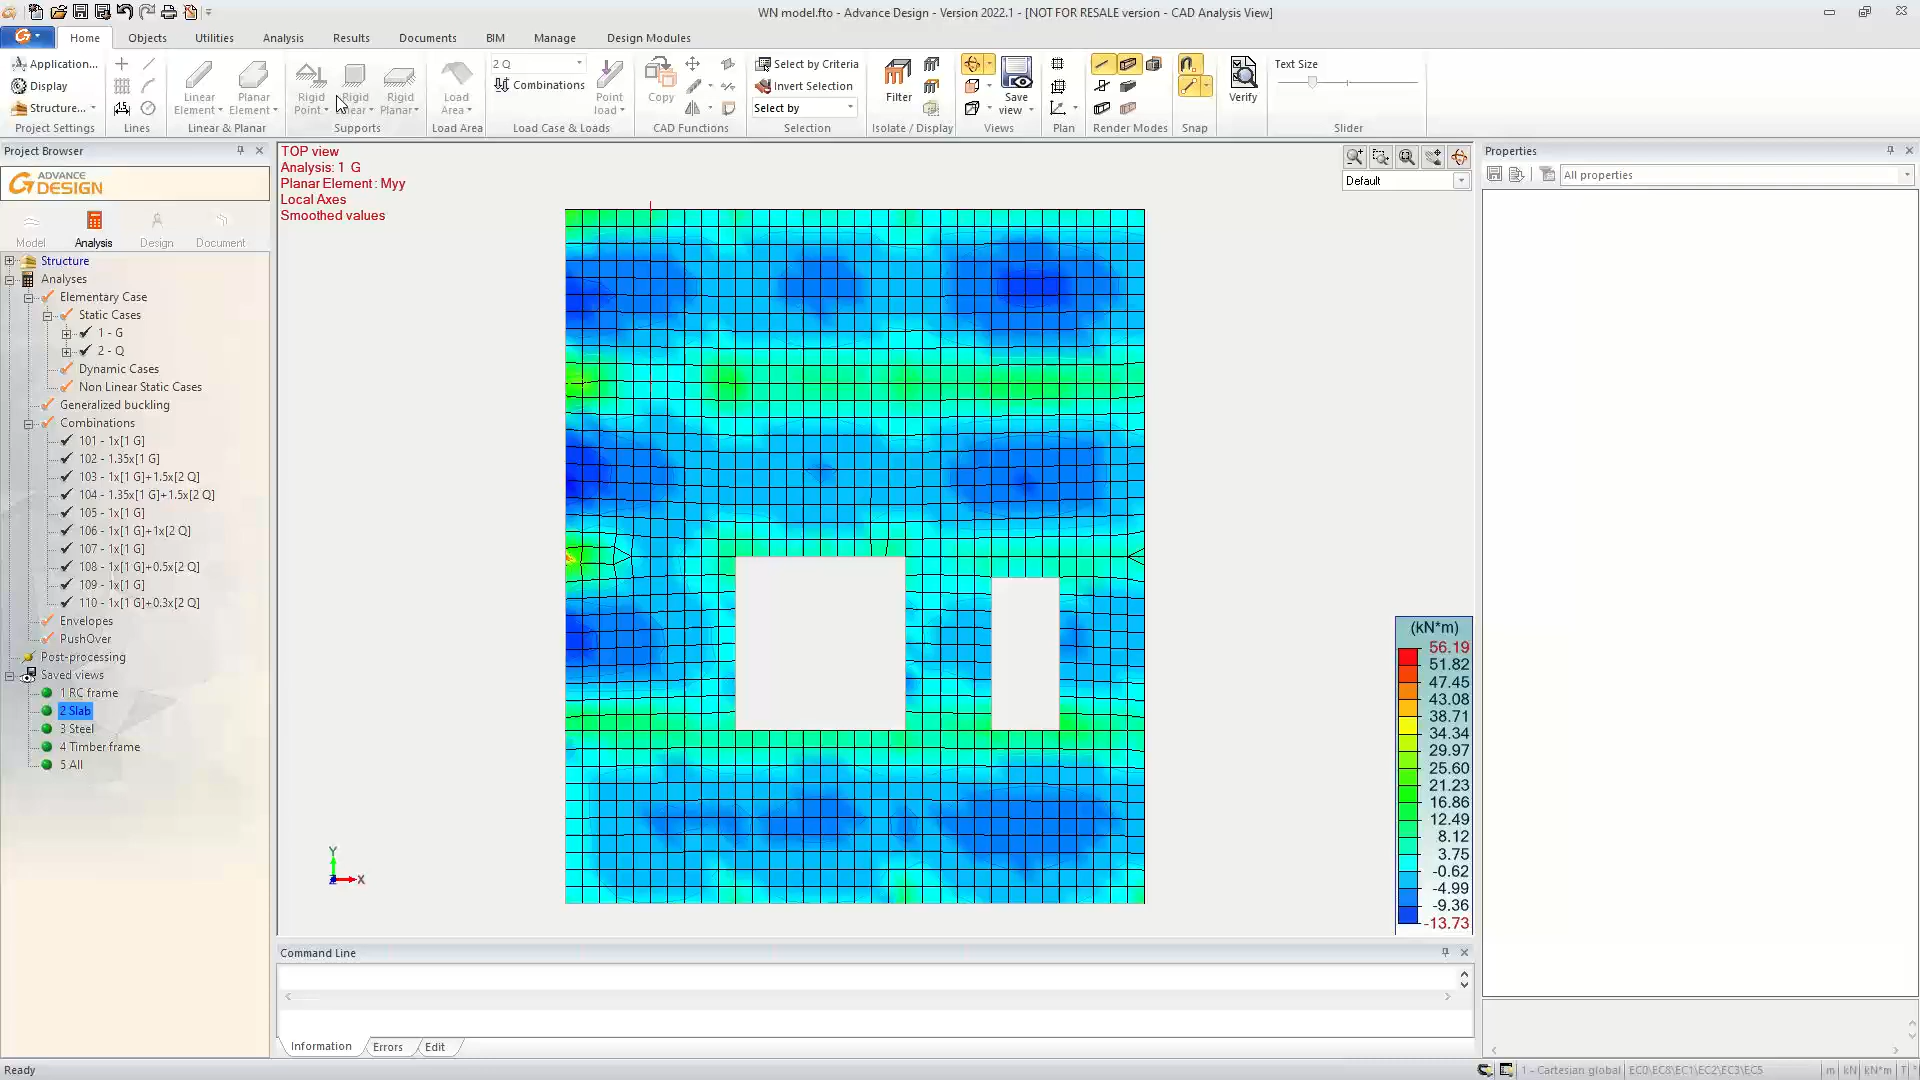 WN model.fto - Advance Design - Version 2022.1 - [NOT FOR RESALE version - CAD Analysis View]
Home Objects Utilities Analysis Results Documents BIM Manage Design Modules
Application...
Display
Structure...
Project Settings
Lines
Linear Element
Planar Element
Linear & Planar
Rigid Point
Rigid Linear
Rigid Planar
Supports
Load Area
Load Area
2 Q
Combinations
Point load
Load Case & Loads
Copy
CAD Functions
Select by Criteria
Invert Selection
Select by
Selection
Filter
Isolate / Display
Save view
Views
Plan
Render Modes
Snap
Verify
Text Size
Slider
Project Browser
ADVANCE
DESIGN
Model Analysis Design Document
Structure
Analyses
Elementary Case
Static Cases
1 - G
2 - Q
Dynamic Cases
Non Linear Static Cases
Generalized buckling
Combinations
101 - 1x[1 G]
102 - 1.35x[1 G]
103 - 1x[1 G]+1.5x[2 Q]
104 - 1.35x[1 G]+1.5x[2 Q]
105 - 1x[1 G]
106 - 1x[1 G]+1x[2 Q]
107 - 1x[1 G]
108 - 1x[1 G]+0.5x[2 Q]
109 - 1x[1 G]
110 - 1x[1 G]+0.3x[2 Q]
Envelopes
PushOver
Post-processing
Saved views
1 RC frame
2 Slab
3 Steel
4 Timber frame
5 All
TOP view
Analysis: 1 G
Planar Element : Myy
Local Axes
Smoothed values
Default
Y
X
(kN*m)
56.19
51.82
47.45
43.08
38.71
34.34
29.97
25.60
21.23
16.86
12.49
8.12
3.75
-0.62
-4.99
-9.36
-13.73
Properties
All properties
Command Line
Information Errors Edit
Ready
1 - Cartesian global EC0\EC8\EC1\EC2\EC3\EC5 m kN kN*m T